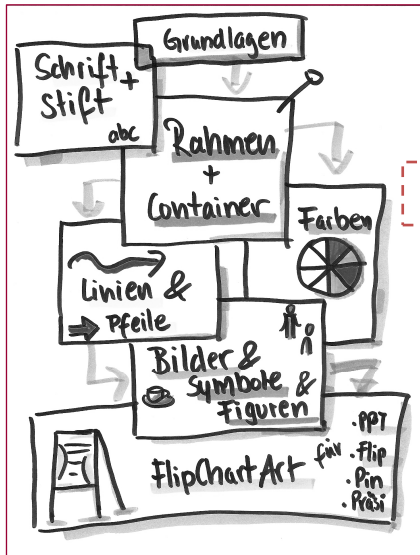 Grundlagen
Schrift +
Stift
abc
Rahmen
+
Container
Farben
Linien &
Pfeile
Bilder &
Symbole &
Figuren
FlipChartArt für
• PPT
• Flip
• Pin
• Präsi